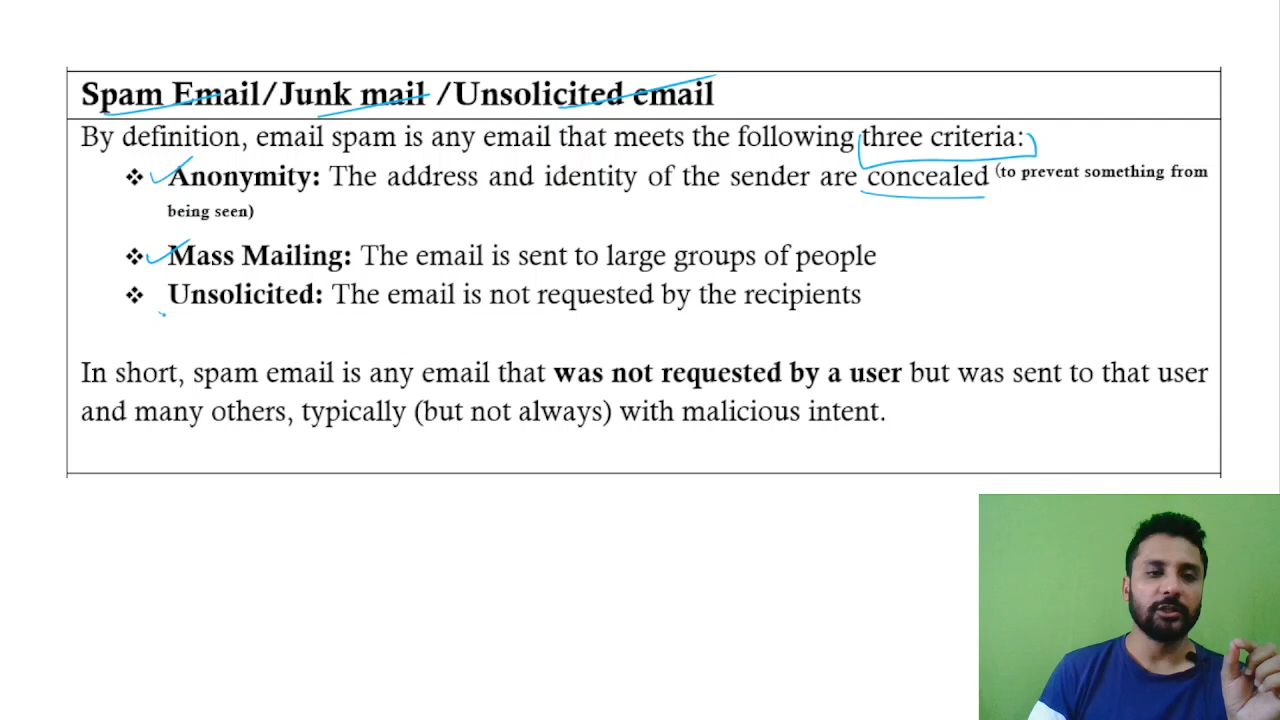 Spam Email/Junk mail /Unsolicited email
By definition, email spam is any email that meets the following three criteria:
❖ Anonymity: The address and identity of the sender are concealed (to prevent something from
being seen)
❖ Mass Mailing: The email is sent to large groups of people
❖ Unsolicited: The email is not requested by the recipients
In short, spam email is any email that was not requested by a user but was sent to that user
and many others, typically (but not always) with malicious intent.